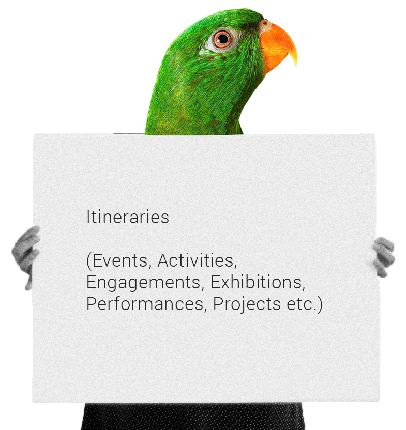 Itineraries
(Events, Activities,
Engagements, Exhibitions,
Performances, Projects etc.)